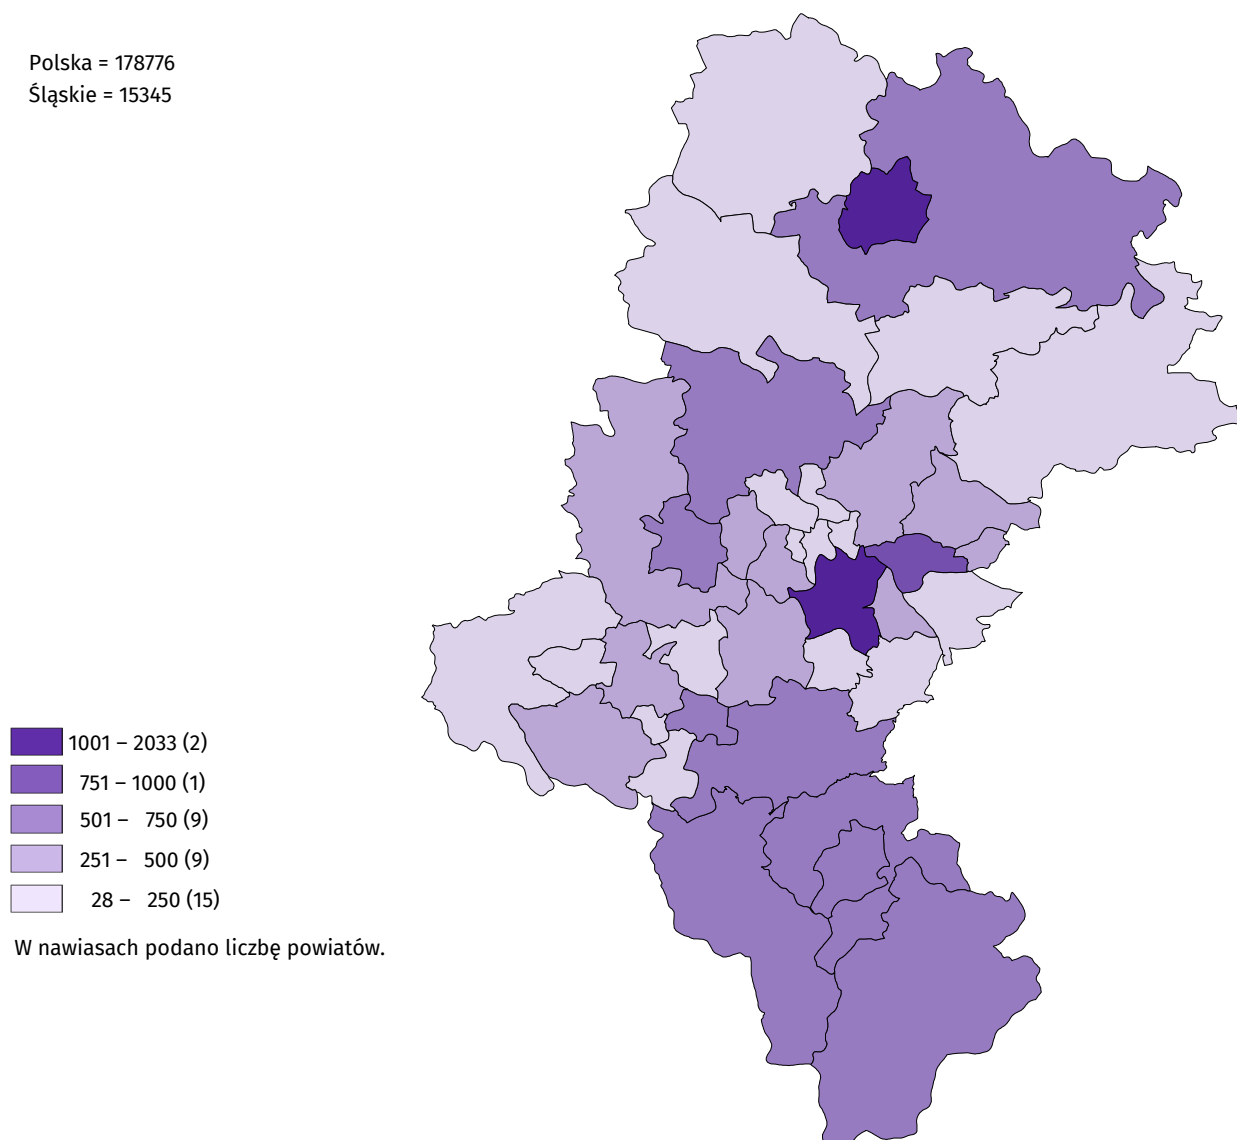 Polska = 178776
Śląskie = 15345
1001 – 2033 (2)
751 – 1000 (1)
501 – 750 (9)
251 – 500 (9)
28 – 250 (15)
W nawiasach podano liczbę powiatów.